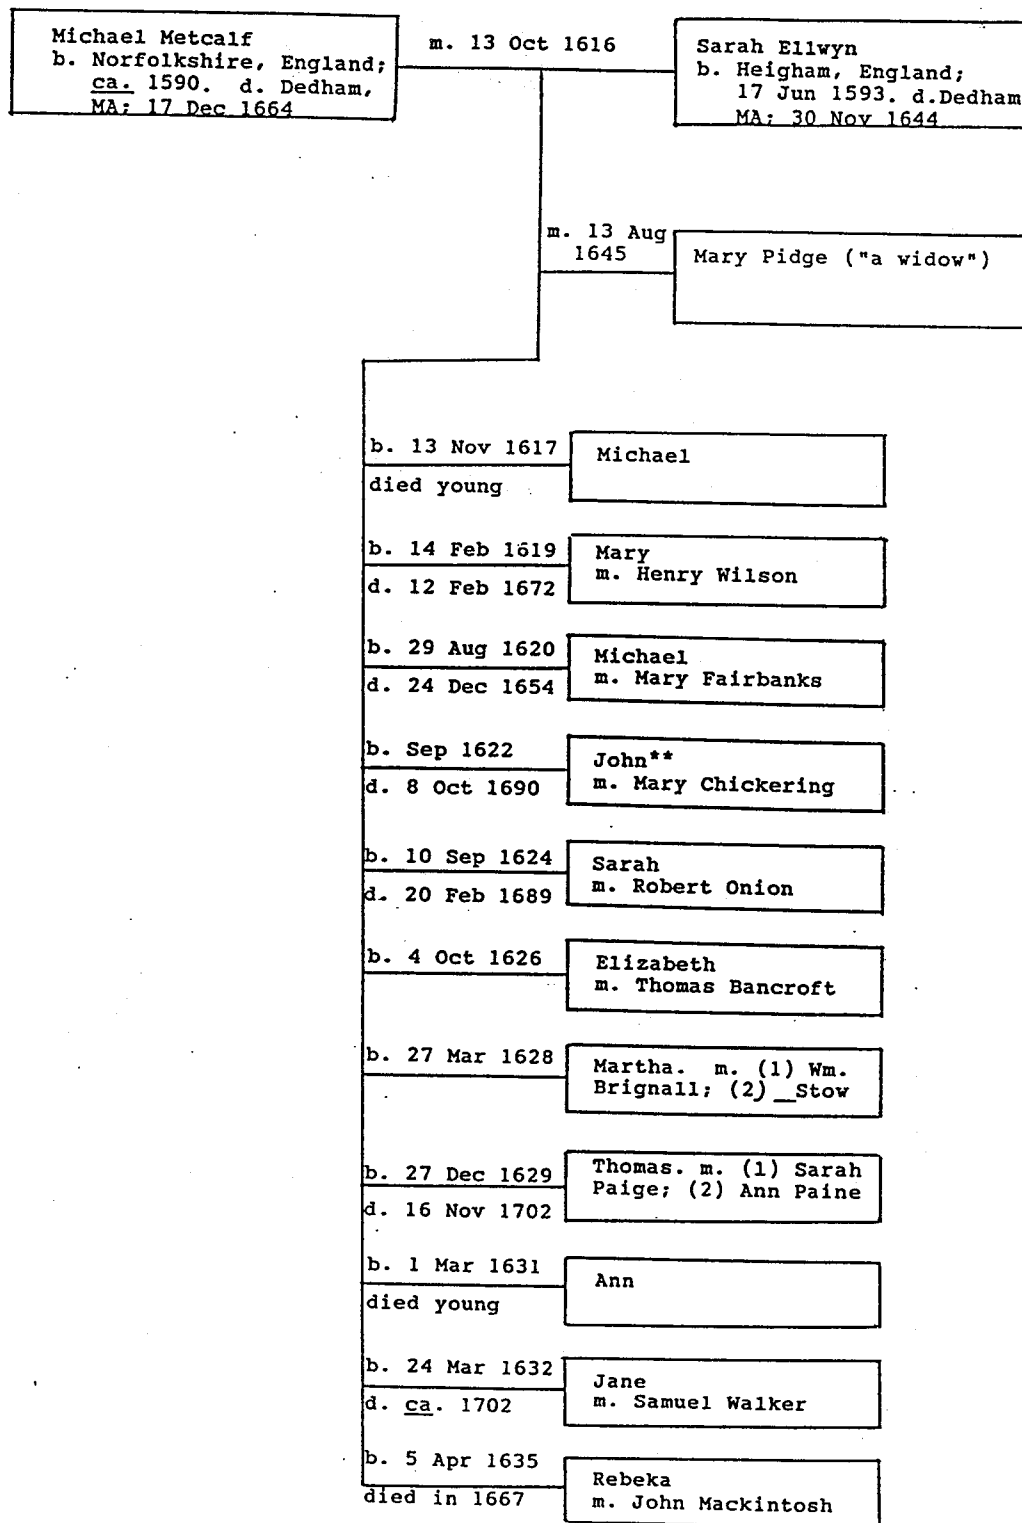 Michael Metcalf
b. Norfolkshire, England;
ca. 1590. d. Dedham,
MA; 17 Dec 1664
m. 13 Oct 1616
Sarah Ellwyn
b. Heigham, England;
17 Jun 1593. d.Dedham
MA; 30 Nov 1644
m. 13 Aug
1645
Mary Pidge ("a widow")
b. 13 Nov 1617
died young
Michael
b. 14 Feb 1619
d. 12 Feb 1672
Mary
m. Henry Wilson
b. 29 Aug 1620
d. 24 Dec 1654
Michael
m. Mary Fairbanks
b. Sep 1622
d. 8 Oct 1690
John**
m. Mary Chickering
b. 10 Sep 1624
d. 20 Feb 1689
Sarah
m. Robert Onion
b. 4 Oct 1626
Elizabeth
m. Thomas Bancroft
b. 27 Mar 1628
Martha. m. (1) Wm.
Brignall; (2) __Stow
b. 27 Dec 1629
d. 16 Nov 1702
Thomas. m. (1) Sarah
Paige; (2) Ann Paine
b. 1 Mar 1631
died young
Ann
b. 24 Mar 1632
d. ca. 1702
Jane
m. Samuel Walker
b. 5 Apr 1635
died in 1667
Rebeka
m. John Mackintosh